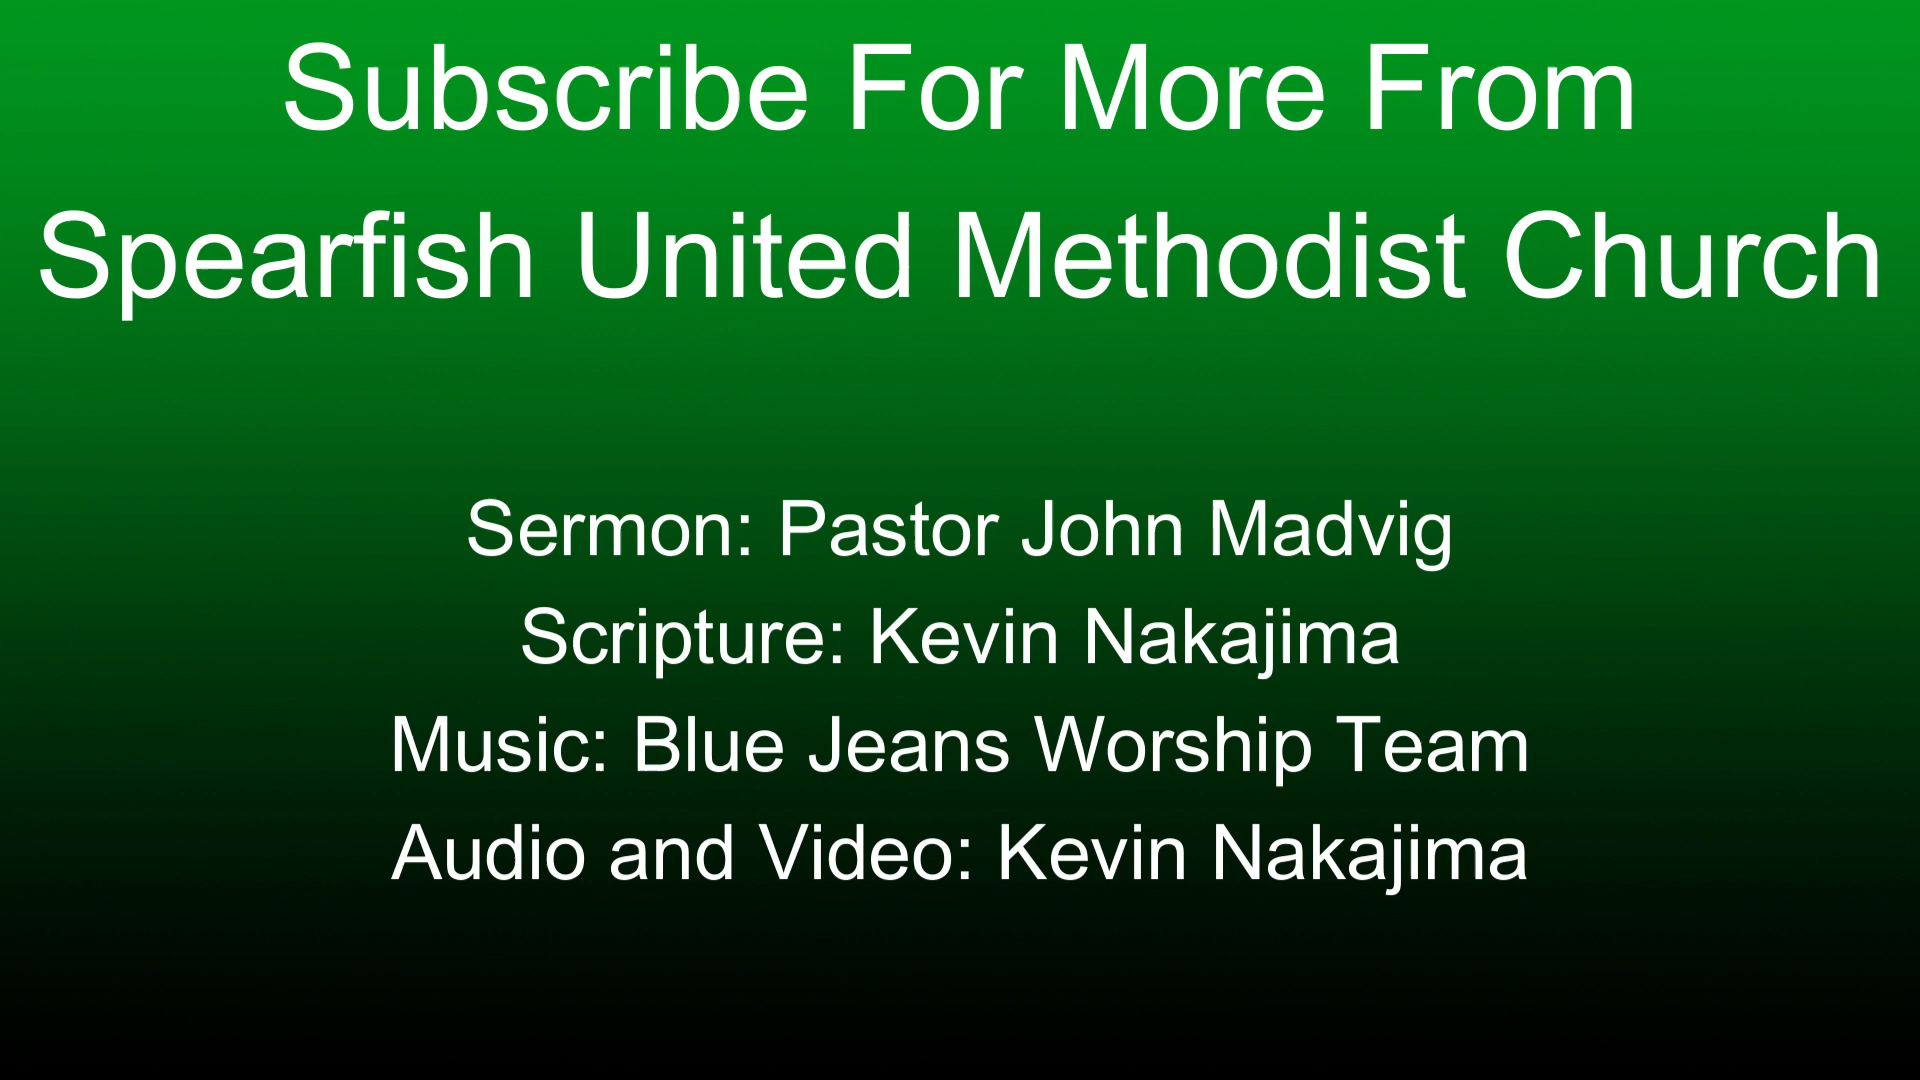 Subscribe For More From
Spearfish United Methodist Church
Sermon: Pastor John Madvig
Scripture: Kevin Nakajima
Music: Blue Jeans Worship Team
Audio and Video: Kevin Nakajima